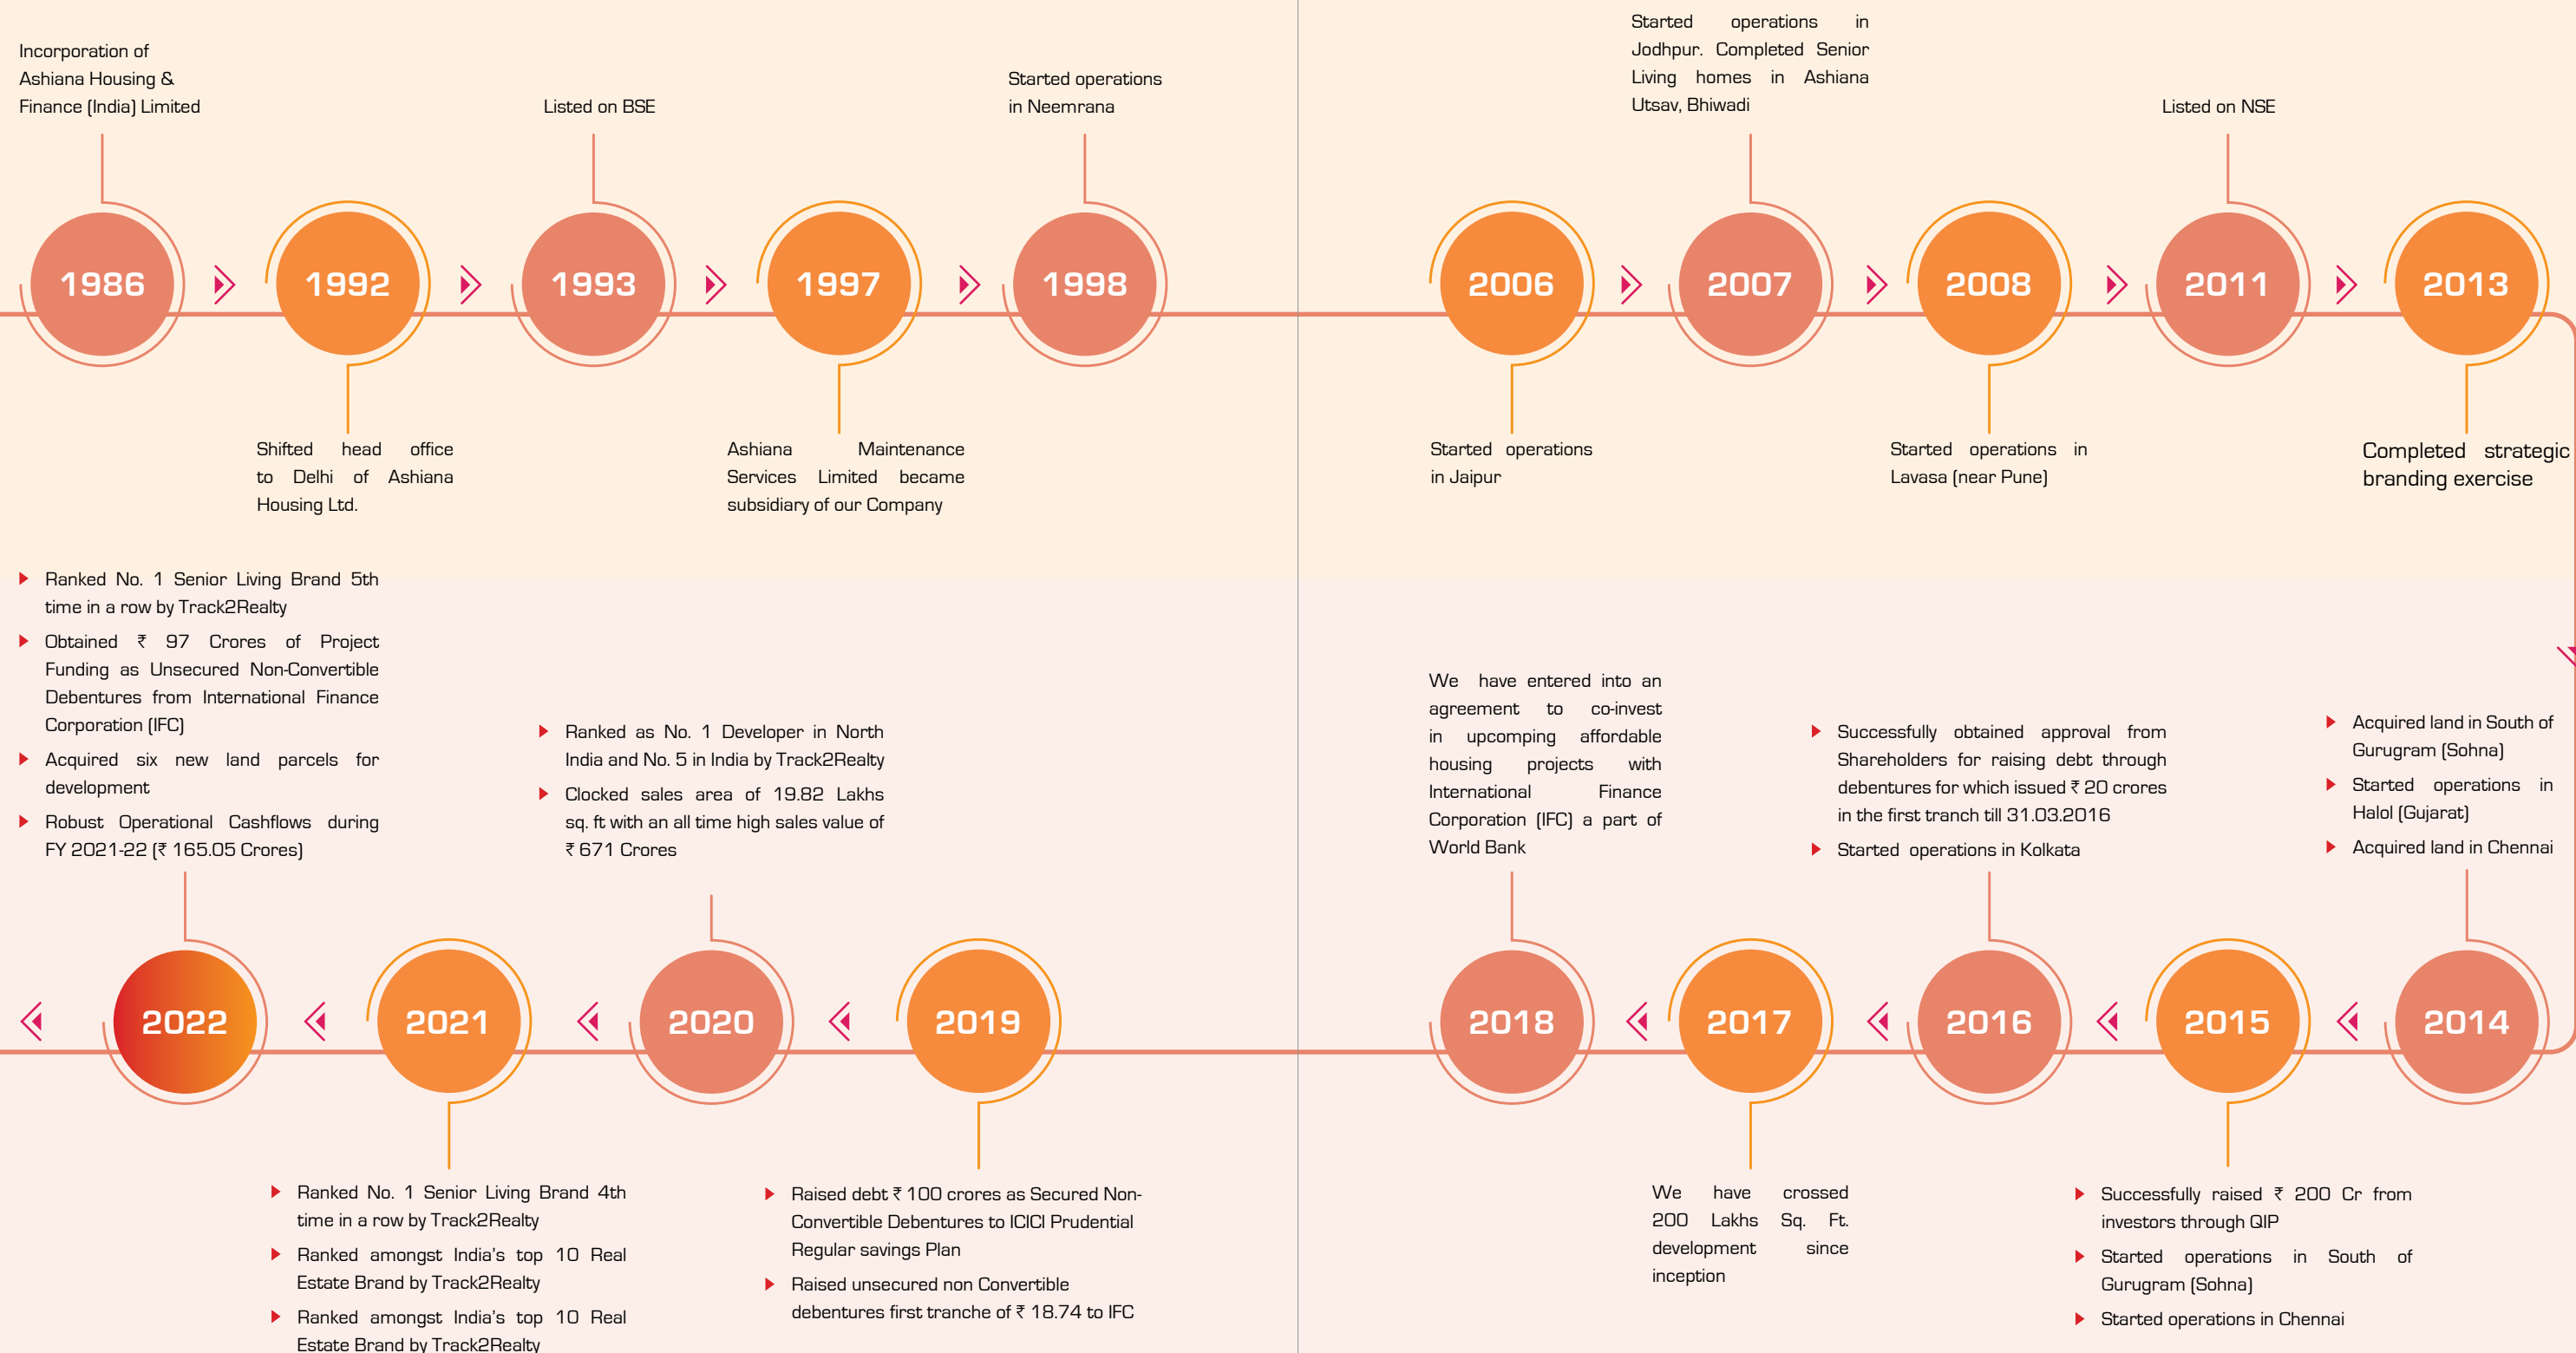 Incorporation of
Ashiana Housing &
Finance (India) Limited
1986
1992
Shifted head office
to Delhi of Ashiana
Housing Ltd.
Listed on BSE
1993
1997
Ashiana Maintenance
Services Limited became
subsidiary of our Company
Started operations
in Neemrana
1998
2006
Started operations
in Jaipur
Started operations in
Jodhpur. Completed Senior
Living homes in Ashiana
Utsav, Bhiwadi
2007
2008
Started operations in
Lavasa (near Pune)
Listed on NSE
2011
2013
Completed strategic
branding exercise
Acquired land in South of
Gurugram (Sohna)
Started operations in
Halol (Gujarat)
Acquired land in Chennai
2014
2015
Successfully raised ₹ 200 Cr from
investors through QIP
Started operations in South of
Gurugram (Sohna)
Started operations in Chennai
Successfully obtained approval from
Shareholders for raising debt through
debentures for which issued ₹ 20 crores
in the first tranch till 31.03.2016
Started operations in Kolkata
2016
2017
We have crossed
200 Lakhs Sq. Ft.
development since
inception
We have entered into an
agreement to co-invest
in upcomping affordable
housing projects with
International Finance
Corporation (IFC) a part of
World Bank
2018
2019
Raised debt ₹ 100 crores as Secured Non-
Convertible Debentures to ICICI Prudential
Regular savings Plan
Raised unsecured non Convertible
debentures first tranche of ₹ 18.74 to IFC
Ranked as No. 1 Developer in North
India and No. 5 in India by Track2Realty
Clocked sales area of 19.82 Lakhs
sq. ft with an all time high sales value of
₹ 671 Crores
2020
2021
Ranked No. 1 Senior Living Brand 4th
time in a row by Track2Realty
Ranked amongst India's top 10 Real
Estate Brand by Track2Realty
Ranked amongst India's top 10 Real
Estate Brand by Track2Realty
Ranked No. 1 Senior Living Brand 5th
time in a row by Track2Realty
Obtained ₹ 97 Crores of Project
Funding as Unsecured Non-Convertible
Debentures from International Finance
Corporation (IFC)
Acquired six new land parcels for
development
Robust Operational Cashflows during
FY 2021-22 (₹ 165.05 Crores)
2022